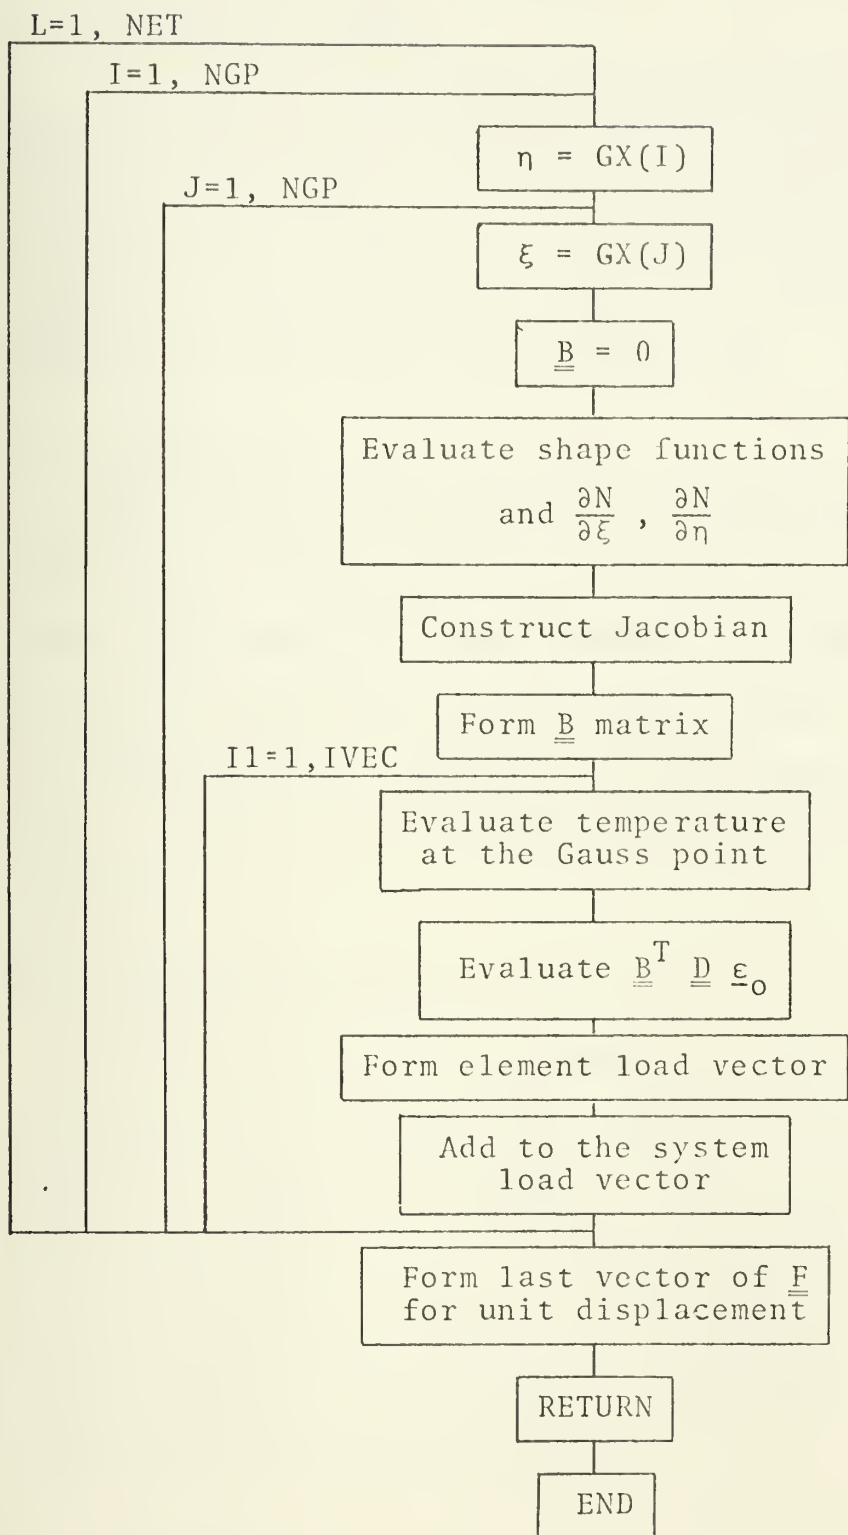 L=1, NET
I=1, NGP
η = GX(I)
J=1, NGP
ξ = GX(J)
B = 0
Evaluate shape functions
and ∂N/∂ξ , ∂N/∂η
Construct Jacobian
Form B matrix
I1=1,IVEC
Evaluate temperature
at the Gauss point
Evaluate B^T D ε_o
Form element load vector
Add to the system
load vector
Form last vector of F
for unit displacement
RETURN
END